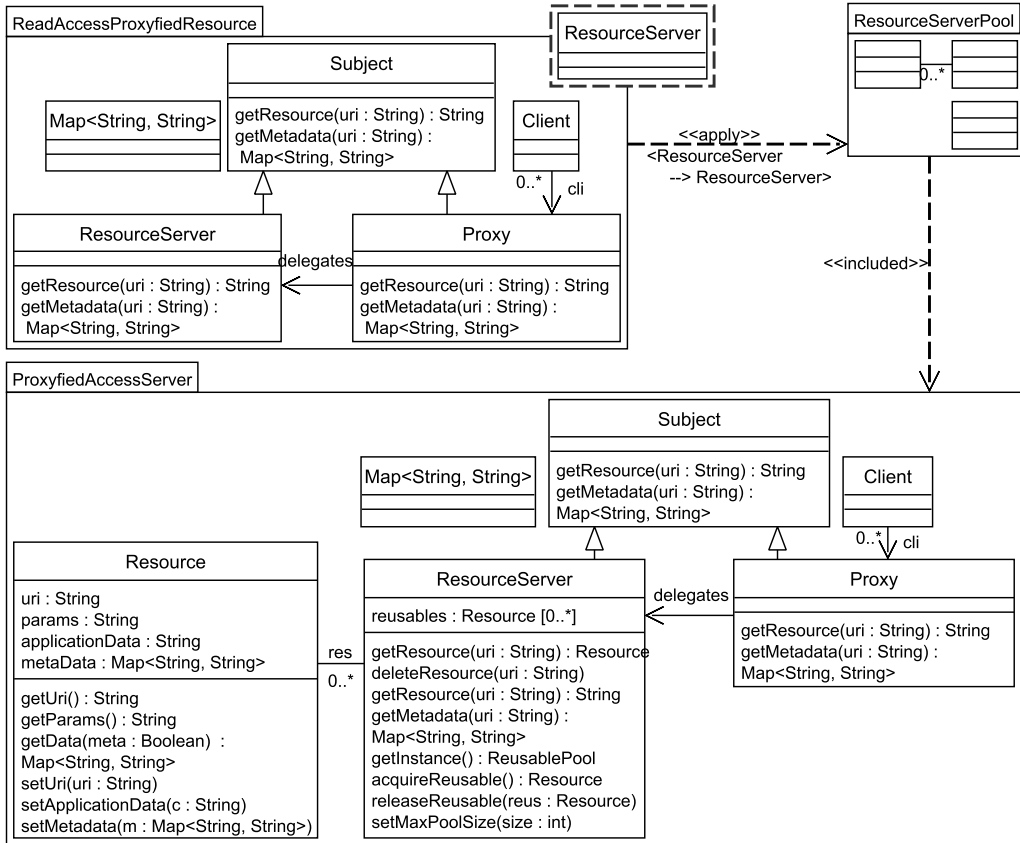 ReadAccessProxyfiedResource
ResourceServer
ResourceServerPool
0..*
Subject
getResource(uri : String) : String
getMetadata(uri : String) :
Map<String, String>
Map<String, String>
Client
0..*
cli
<<apply>>
<ResourceServer
--> ResourceServer>
ResourceServer
getResource(uri : String) : String
getMetadata(uri : String) :
Map<String, String>
delegates
Proxy
getResource(uri : String) : String
getMetadata(uri : String) :
Map<String, String>
<<included>>
ProxyfiedAccessServer
Subject
getResource(uri : String) : String
getMetadata(uri : String) :
Map<String, String>
Map<String, String>
Client
0..*
cli
Resource
uri : String
params : String
applicationData : String
metaData : Map<String, String>
getUri() : String
getParams() : String
getData(meta : Boolean) :
Map<String, String>
setUri(uri : String)
setApplicationData(c : String)
setMetadata(m : Map<String, String>)
res
0..*
ResourceServer
reusables : Resource [0..*]
getResource(uri : String) : Resource
deleteResource(uri : String)
getResource(uri : String) : String
getMetadata(uri : String) :
Map<String, String>
getInstance() : ReusablePool
acquireReusable() : Resource
releaseReusable(reus : Resource)
setMaxPoolSize(size : int)
delegates
Proxy
getResource(uri : String) : String
getMetadata(uri : String) :
Map<String, String>